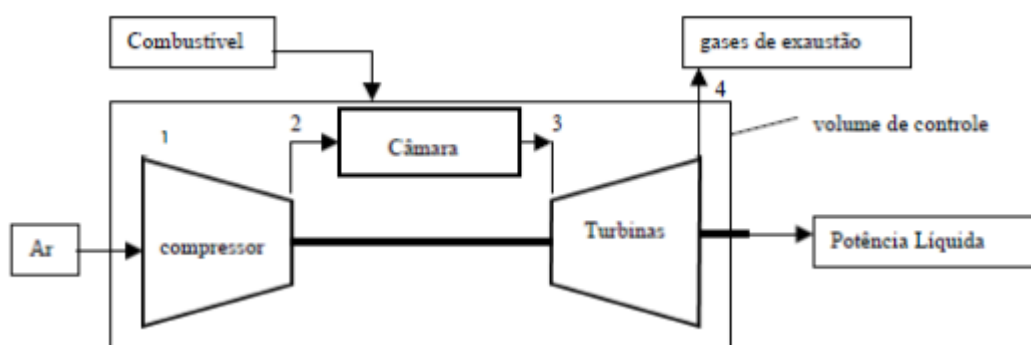 Combustível
gases de exaustão
4
1
2
Câmara
3
volume de controle
Ar
compressor
Turbinas
Potência Líquida